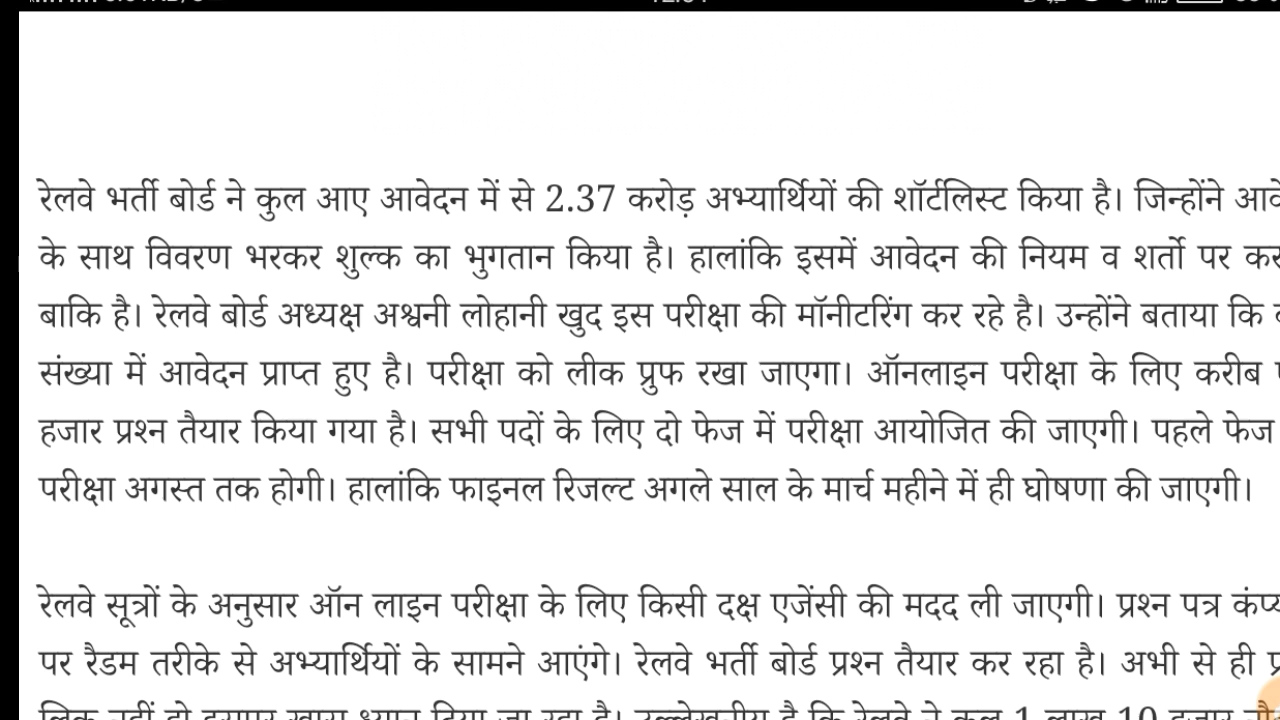 रेलवे भर्ती बोर्ड ने कुल आए आवेदन में से 2.37 करोड़ अभ्यार्थियों की शॉर्टलिस्ट किया है। जिन्होंने
के साथ विवरण भरकर शुल्क का भुगतान किया है। हालांकि इसमें आवेदन की नियम व शर्तो पर
बाकि है। रेलवे बोर्ड अध्यक्ष अश्वनी लोहानी खुद इस परीक्षा की मॉनीटरिंग कर रहे है। उन्होंने बताया कि
संख्या में आवेदन प्राप्त हुए है। परीक्षा को लीक प्रुफ रखा जाएगा। ऑनलाइन परीक्षा के लिए करीब
हजार प्रश्न तैयार किया गया है। सभी पदों के लिए दो फेज में परीक्षा आयोजित की जाएगी। पहले फेज
परीक्षा अगस्त तक होगी। हालांकि फाइनल रिजल्ट अगले साल के मार्च महीने में ही घोषणा की जाएगी।
रेलवे सूत्रों के अनुसार ऑन लाइन परीक्षा के लिए किसी दक्ष एजेंसी की मदद ली जाएगी। प्रश्न पत्र
पर रैडम तरीके से अभ्यार्थियों के सामने आएंगे। रेलवे भर्ती बोर्ड प्रश्न तैयार कर रहा है। अभी से ही